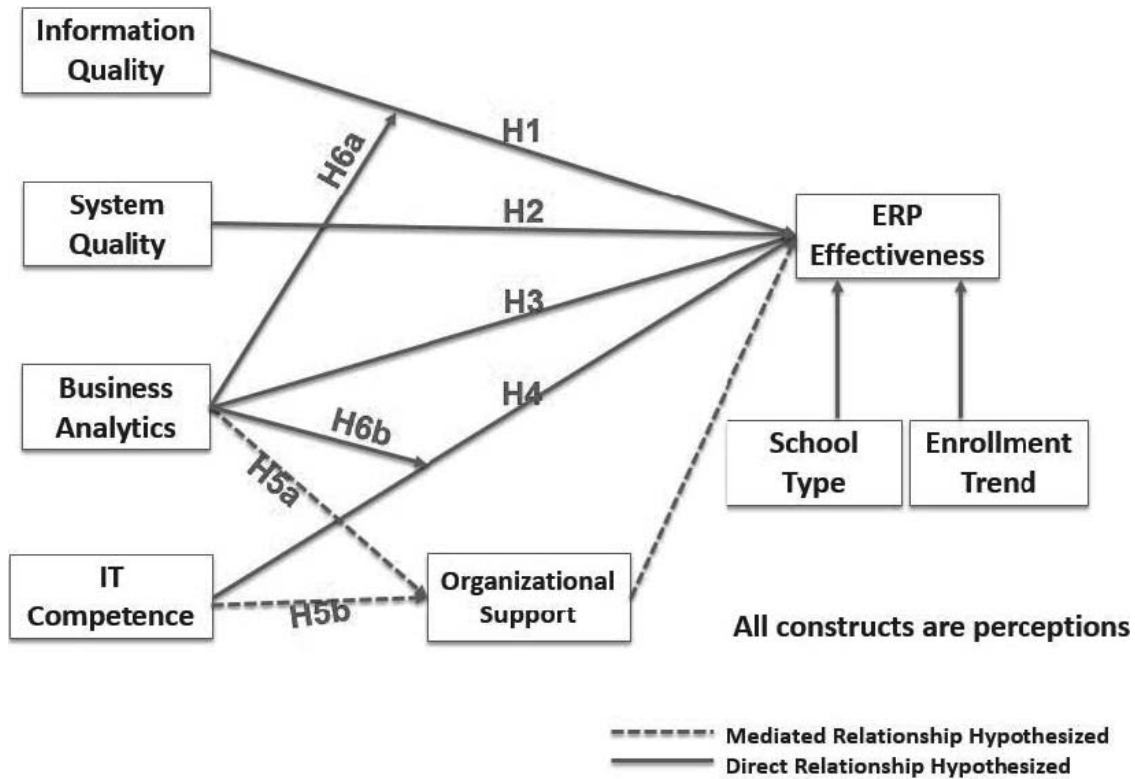 Information
Quality
H1
H6a
System
Quality
H2
ERP
Effectiveness
H3
Business
Analytics
H4
H6b
H5a
School
Type
Enrollment
Trend
IT
Competence
H5b
Organizational
Support
All constructs are perceptions
Mediated Relationship Hypothesized
Direct Relationship Hypothesized